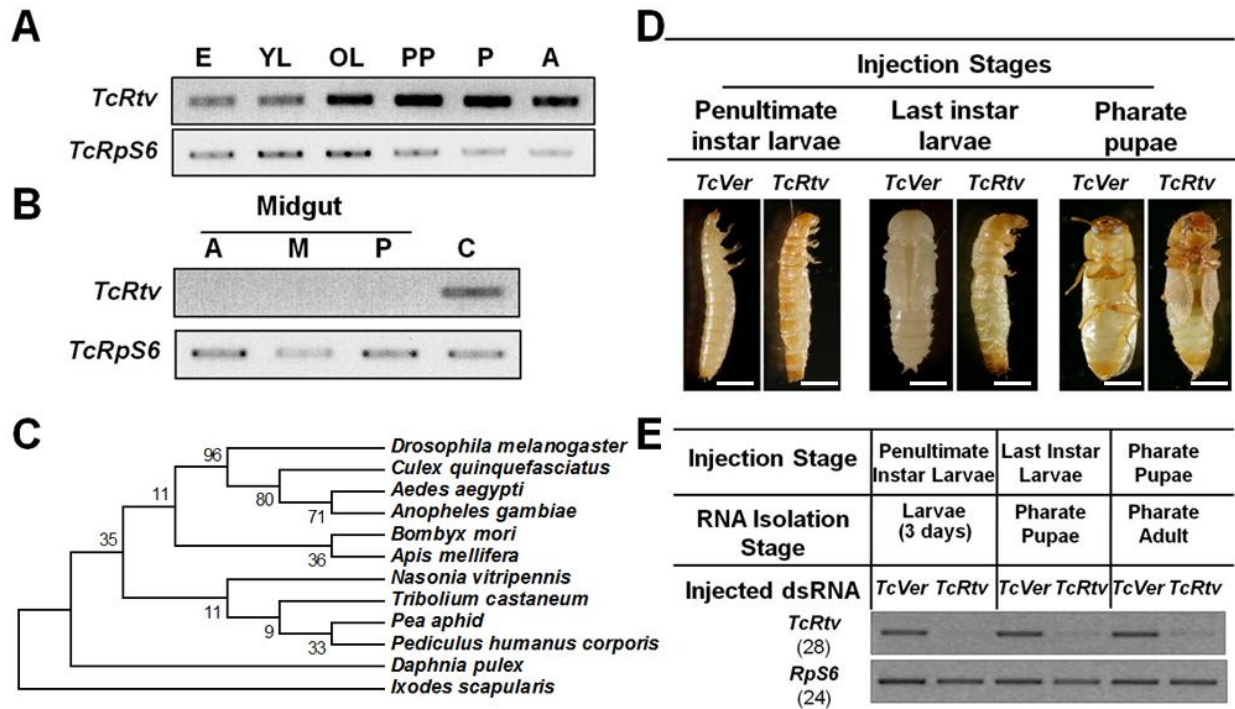 A
E YL OL PP P A
TcRtv
TcRpS6
B
Midgut
A M P C
TcRtv
TcRpS6
C
96
11
80
71
35
36
11
9
33
Drosophila melanogaster
Culex quinquefasciatus
Aedes aegypti
Anopheles gambiae
Bombyx mori
Apis mellifera
Nasonia vitripennis
Tribolium castaneum
Pea aphid
Pediculus humanus corporis
Daphnia pulex
Ixodes scapularis
D
Injection Stages
Penultimate instar larvae
Last instar larvae
Pharate pupae
TcVer TcRtv TcVer TcRtv TcVer TcRtv
E
Injection Stage
Penultimate Instar Larvae
Last Instar Larvae
Pharate Pupae
RNA Isolation Stage
Larvae (3 days)
Pharate Pupae
Pharate Adult
Injected dsRNA
TcVer TcRtv TcVer TcRtv TcVer TcRtv
TcRtv
(28)
RpS6
(24)